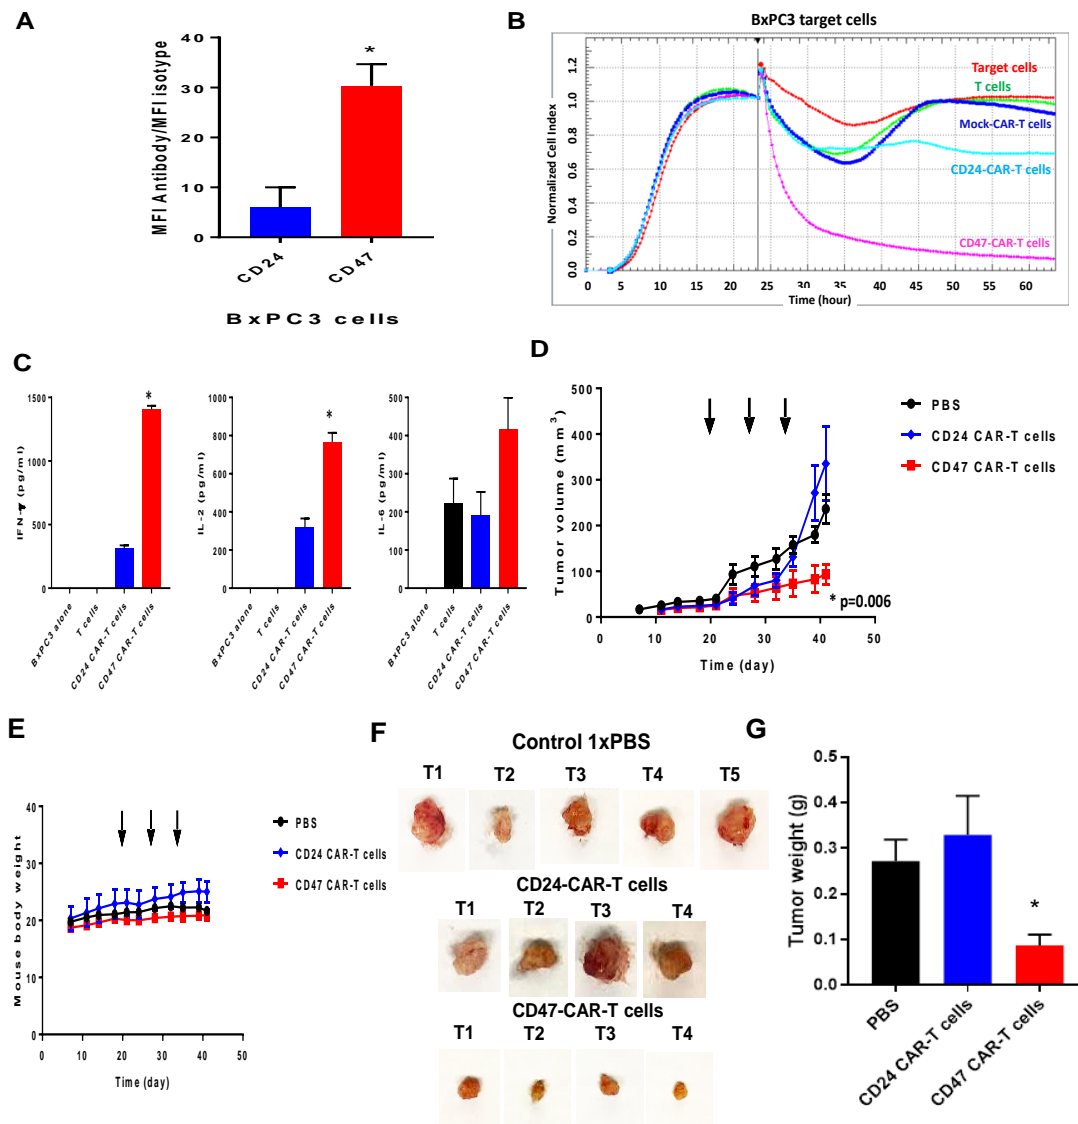 A
MFI Antibody/MFI isotype
40
30
20
10
0
*
CD24
CD47
BxPC3 cells
B
BxPC3 target cells
Normalized Cell Index
1.2
1.0
0.8
0.6
0.4
0.2
0.0
Target cells
T cells
Mock-CAR-T cells
CD24-CAR-T cells
CD47-CAR-T cells
0 5 10 15 20 25 30 35 40 45 50 55 60
Time (hour)
C
IFN-γ (pg/ml)
1500
1000
500
0
*
BxPC3 alone
T cells
CD24 CAR-T cells
CD47 CAR-T cells
IL-2 (pg/ml)
1000
800
600
400
200
0
*
BxPC3 alone
T cells
CD24 CAR-T cells
CD47 CAR-T cells
IL-6 (pg/ml)
500
400
300
200
100
0
BxPC3 alone
T cells
CD24 CAR-T cells
CD47 CAR-T cells
D
Tumor volume (mm³)
500
400
300
200
100
0
PBS
CD24 CAR-T cells
CD47 CAR-T cells
* p=0.006
0 10 20 30 40 50
Time (day)
E
Mouse body weight
40
30
20
10
0
PBS
CD24 CAR-T cells
CD47 CAR-T cells
0 10 20 30 40 50
Time (day)
F
Control 1xPBS
T1 T2 T3 T4 T5
CD24-CAR-T cells
T1 T2 T3 T4
CD47-CAR-T cells
T1 T2 T3 T4
G
Tumor weight (g)
0.5
0.4
0.3
0.2
0.1
0.0
*
PBS
CD24 CAR-T cells
CD47 CAR-T cells